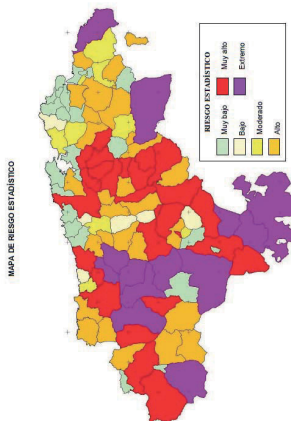 MAPA DE RIESGO ESTADÍSTICO
RIESGO ESTADÍSTICO
Muy bajo
Bajo
Moderado
Alto
Muy alto
Extremo